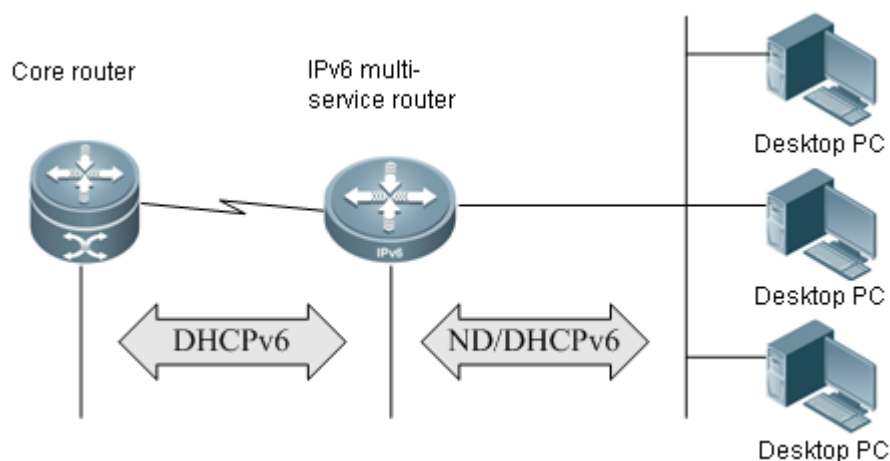 Core router
IPv6 multi-
service router
IPv6
DHCPv6
ND/DHCPv6
Desktop PC
Desktop PC
Desktop PC